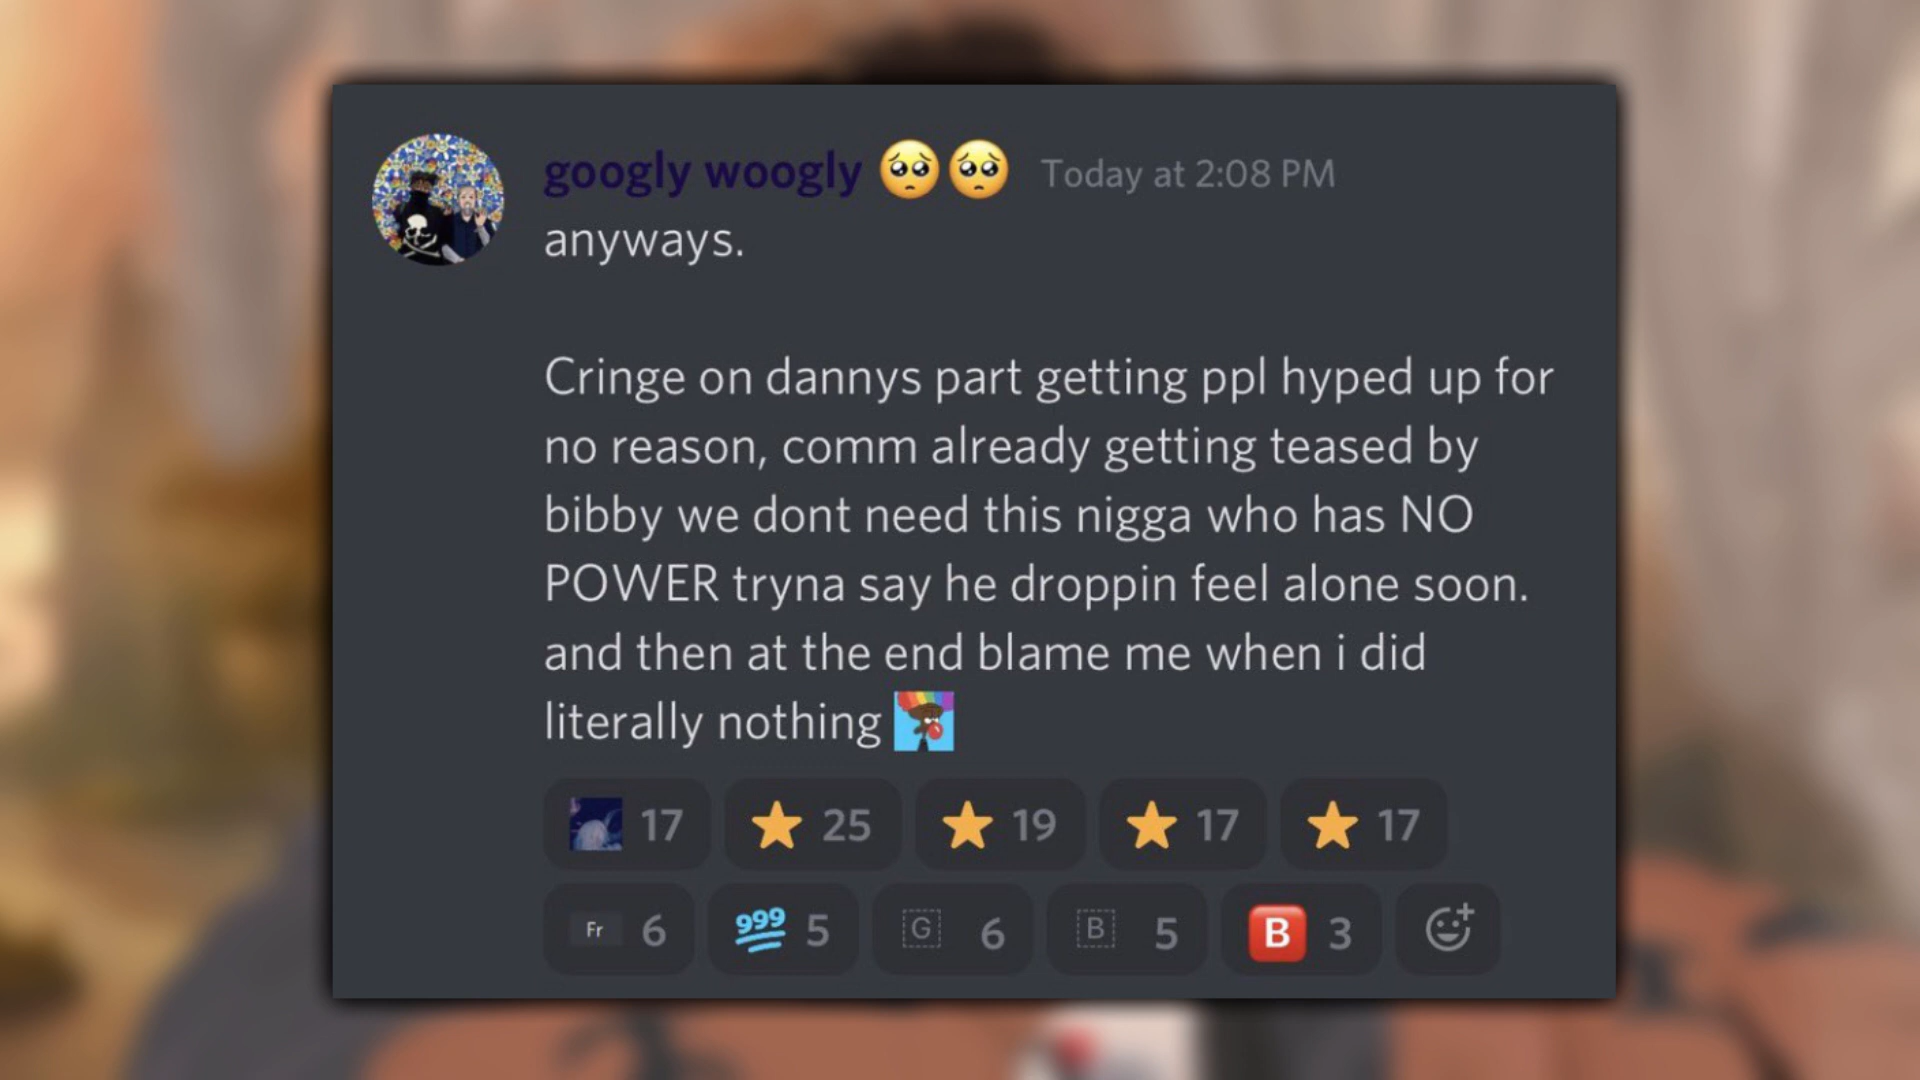 googly woogly 🥺🥺 Today at 2:08 PM
anyways.
Cringe on dannys part getting ppl hyped up for
no reason, comm already getting teased by
bibby we dont need this nigga who has NO
POWER tryna say he droppin feel alone soon.
and then at the end blame me when i did
literally nothing
17 25 19 17 17
Fr 6 999 5 G 6 B 5 B 3